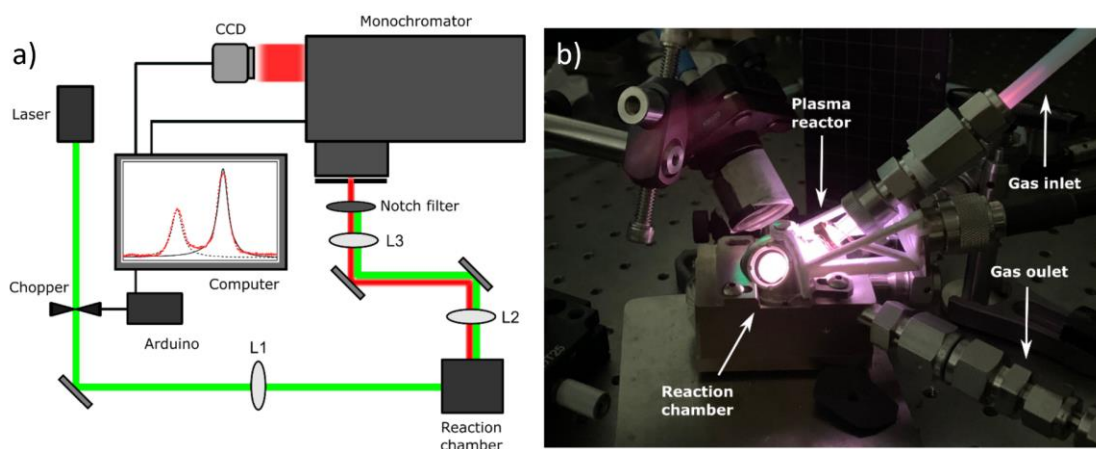 a)
CCD
Monochromator
Laser
Notch filter
L3
Computer
Chopper
Arduino
L1
L2
Reaction
chamber
b)
Plasma
reactor
Gas inlet
Gas oulet
Reaction
chamber